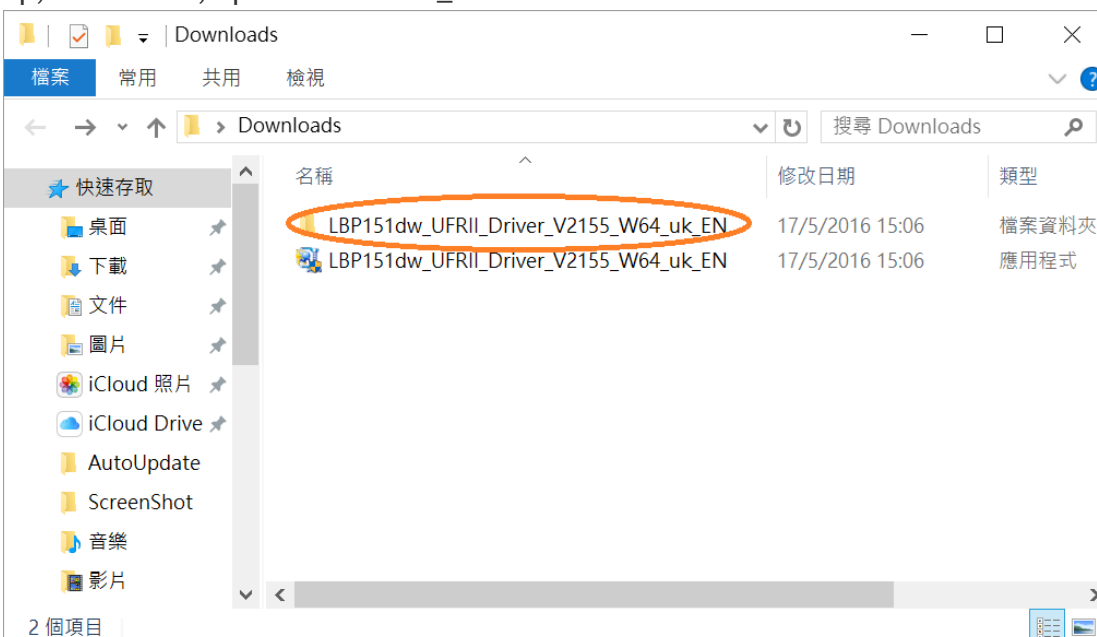 Downloads
檔案 常用 共用 檢視
Downloads 搜尋 Downloads
名稱 修改日期 類型
快速存取
桌面
下載
文件
圖片
iCloud 照片
iCloud Drive
AutoUpdate
ScreenShot
音樂
影片
LBP151dw_UFRII_Driver_V2155_W64_uk_EN 17/5/2016 15:06 檔案資料夾
LBP151dw_UFRII_Driver_V2155_W64_uk_EN 17/5/2016 15:06 應用程式
2 個項目